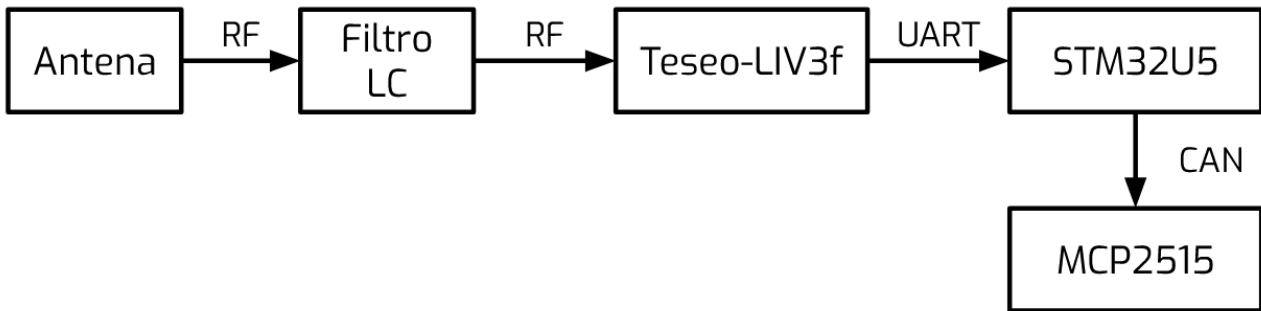 Antena
RF
Filtro
LC
RF
Teseo-LIV3f
UART
STM32U5
CAN
MCP2515